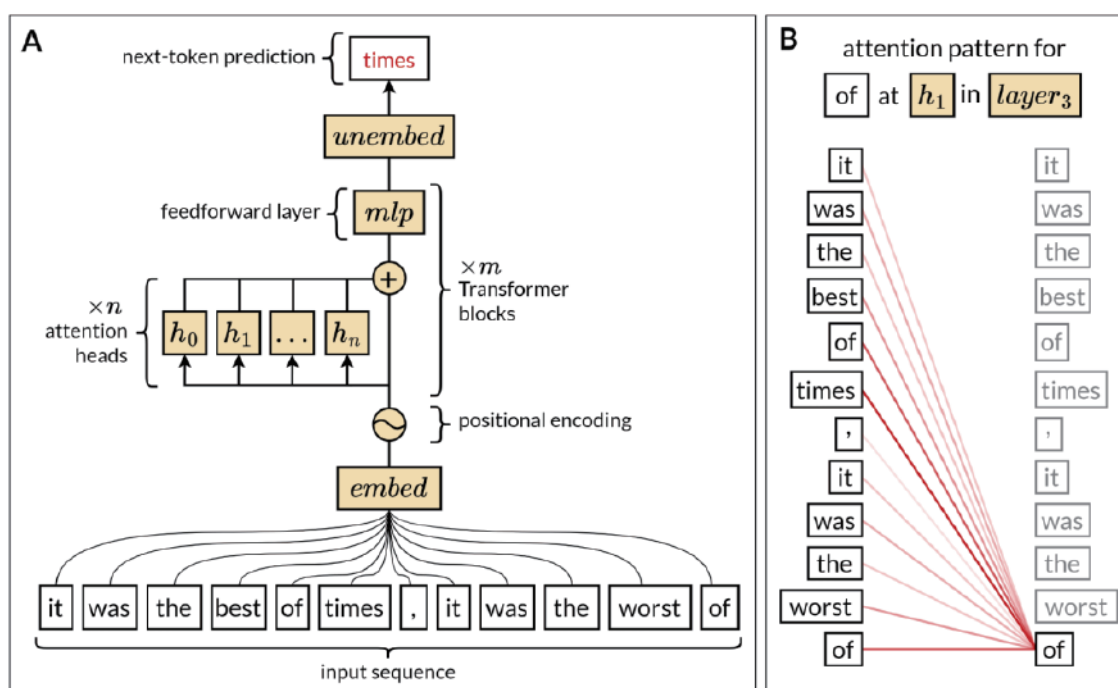 A
next-token prediction
times
unembed
feedforward layer
mlp
+
×n
attention
heads
h₀
h₁
...
hₙ
×m
Transformer
blocks
positional encoding
embed
it was the best of times , it was the worst of
input sequence
B
attention pattern for
of at h₁ in layer₃
it it
was was
the the
best best
of of
times times
, ,
it it
was was
the the
worst worst
of of